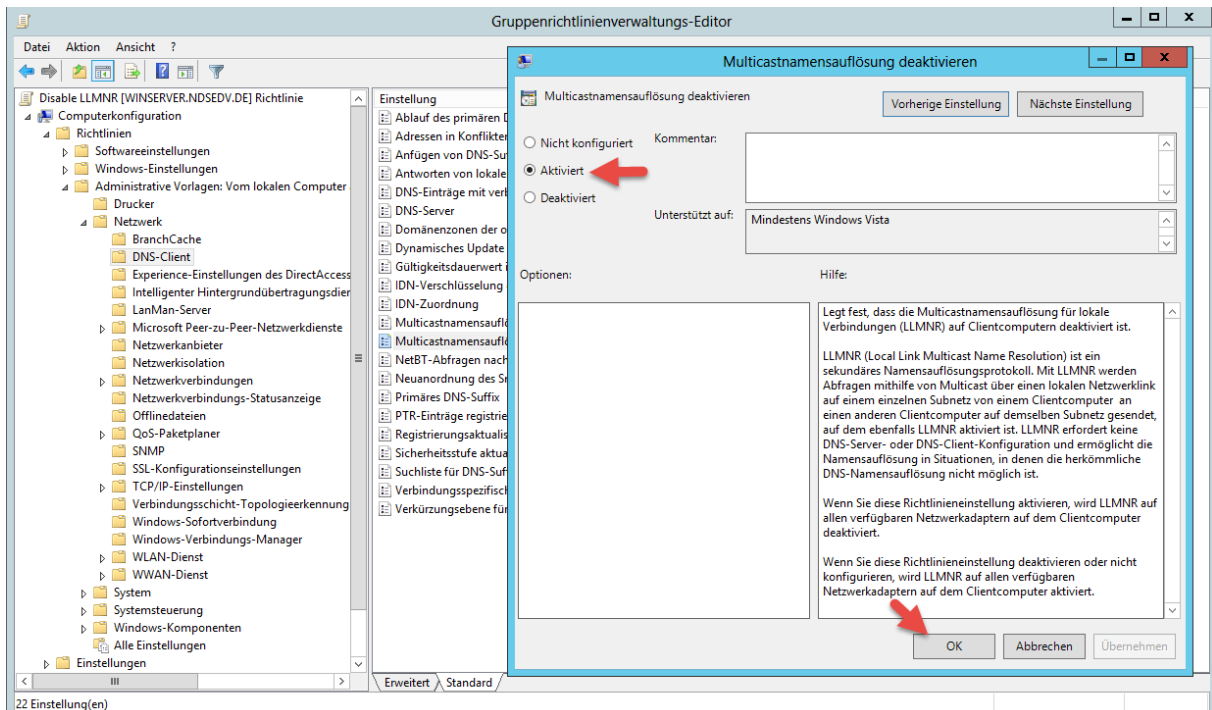 Gruppenrichtlinienverwaltungs-Editor
Datei Aktion Ansicht ?
Disable LLMNR [WINSERVER.NDSEDV.DE] Richtlinie
Computerkonfiguration
Richtlinien
Softwareeinstellungen
Windows-Einstellungen
Administrative Vorlagen: Vom lokalen Computer
Drucker
Netzwerk
BranchCache
DNS-Client
Experience-Einstellungen des DirectAccess
Intelligenter Hintergrundübertragungsdier
LanMan-Server
Microsoft Peer-zu-Peer-Netzwerkdienste
Netzwerkanbieter
Netzwerkisolation
Netzwerkverbindungen
Netzwerkverbindungs-Statusanzeige
Offlinedateien
QoS-Paketplaner
SNMP
SSL-Konfigurationseinstellungen
TCP/IP-Einstellungen
Verbindungsschicht-Topologieerkennung
Windows-Sofortverbindung
Windows-Verbindungs-Manager
WLAN-Dienst
WWAN-Dienst
System
Systemsteuerung
Windows-Komponenten
Alle Einstellungen
Einstellungen
22 Einstellung(en)
Einstellung
Ablauf des primären
Adressen in Konflikte
Anfügen von DNS-Su
Antworten von lokale
DNS-Einträge mit ver
DNS-Server
Domänenzonen der o
Dynamisches Update
Gültigkeitsdauerwert i
IDN-Verschlüsselung
IDN-Zuordnung
Multicastnamensaufl
Multicastnamensaufl
NetBT-Abfragen nach
Neuanordnung des Sr
Primäres DNS-Suffix
PTR-Einträge registrie
Registrierungsaktualis
Sicherheitsstufe aktua
Suchliste für DNS-Suf
Verbindungsspezifisch
Verkürzungsebene für
Erweitert Standard
Multicastnamensauflösung deaktivieren
Multicastnamensauflösung deaktivieren
Vorherige Einstellung Nächste Einstellung
Nicht konfiguriert
Aktiviert
Deaktiviert
Kommentar:
Unterstützt auf:
Mindestens Windows Vista
Optionen:
Hilfe:
Legt fest, dass die Multicastnamensauflösung für lokale
Verbindungen (LLMNR) auf Clientcomputern deaktiviert ist.
LLMNR (Local Link Multicast Name Resolution) ist ein
sekundäres Namensauflösungsprotokoll. Mit LLMNR werden
Abfragen mithilfe von Multicast über einen lokalen Netzwerklink
auf einem einzelnen Subnetz von einem Clientcomputer an
einen anderen Clientcomputer auf demselben Subnetz gesendet,
auf dem ebenfalls LLMNR aktiviert ist. LLMNR erfordert keine
DNS-Server- oder DNS-Client-Konfiguration und ermöglicht die
Namensauflösung in Situationen, in denen die herkömmliche
DNS-Namensauflösung nicht möglich ist.
Wenn Sie diese Richtlinieneinstellung aktivieren, wird LLMNR auf
allen verfügbaren Netzwerkadaptern auf dem Clientcomputer
deaktiviert.
Wenn Sie diese Richtlinieneinstellung deaktivieren oder nicht
konfigurieren, wird LLMNR auf allen verfügbaren
Netzwerkadaptern auf dem Clientcomputer aktiviert.
OK Abbrechen Übernehmen